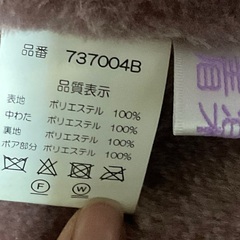 品番 737004B
品質表示
表地 ポリエステル 100%
中わた ポリエステル 100%
裏地 ポリエステル 100%
ボア部分 ポリエステル 100%
F W